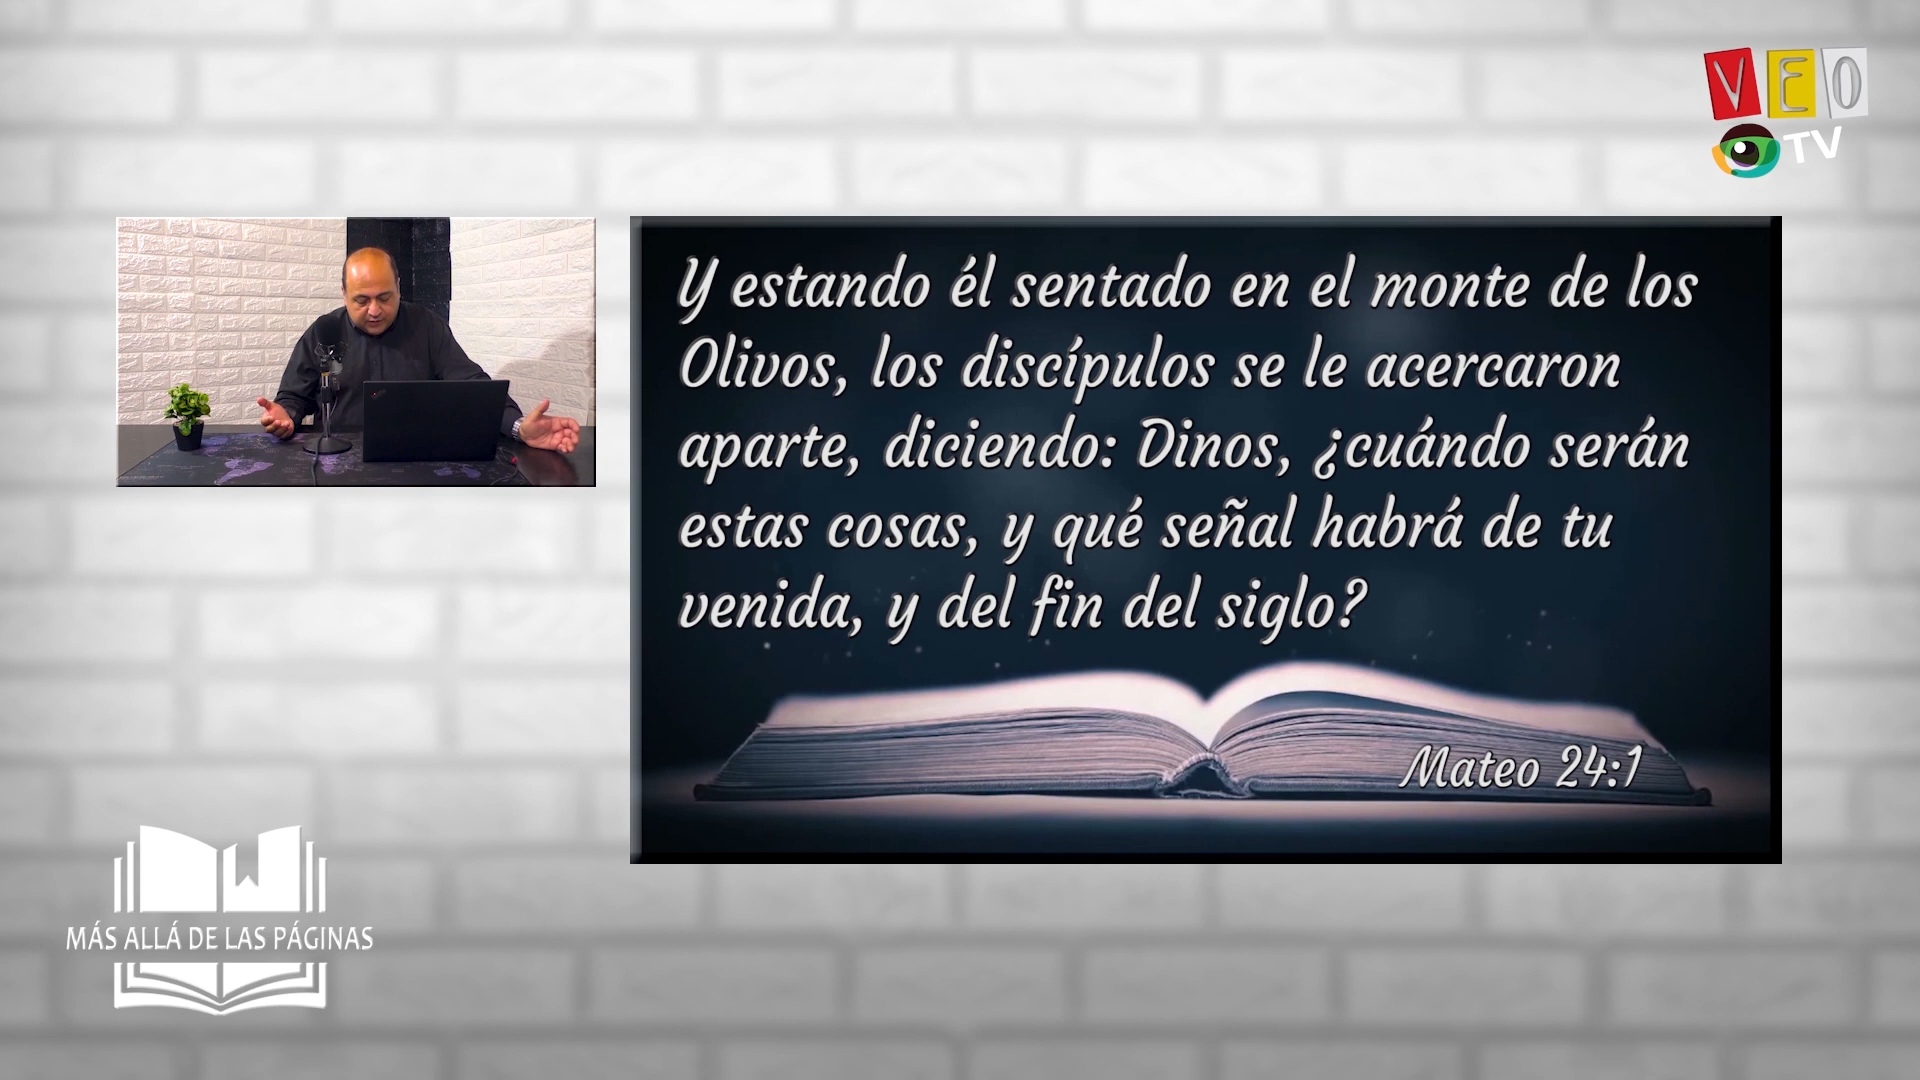 VEO
TV
Y estando él sentado en el monte de los
Olivos, los discípulos se le acercaron
aparte, diciendo: Dinos, ¿cuándo serán
estas cosas, y qué señal habrá de tu
venida, y del fin del siglo?
Mateo 24:1
MÁS ALLÁ DE LAS PÁGINAS